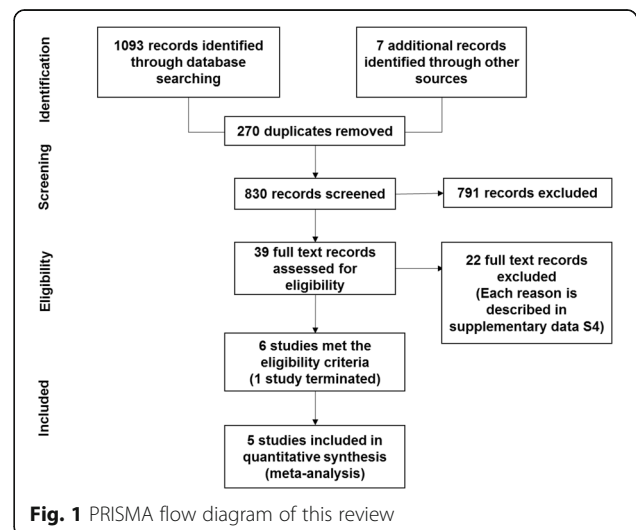 Identification
1093 records identified
through database
searching
7 additional records
identified through other
sources
270 duplicates removed
Screening
830 records screened
791 records excluded
Eligibility
39 full text records
assessed for
eligibility
22 full text records
excluded
(Each reason is
described in
supplementary data S4)
6 studies met the
eligibility criteria
(1 study terminated)
Included
5 studies included in
quantitative synthesis
(meta-analysis)
Fig. 1 PRISMA flow diagram of this review